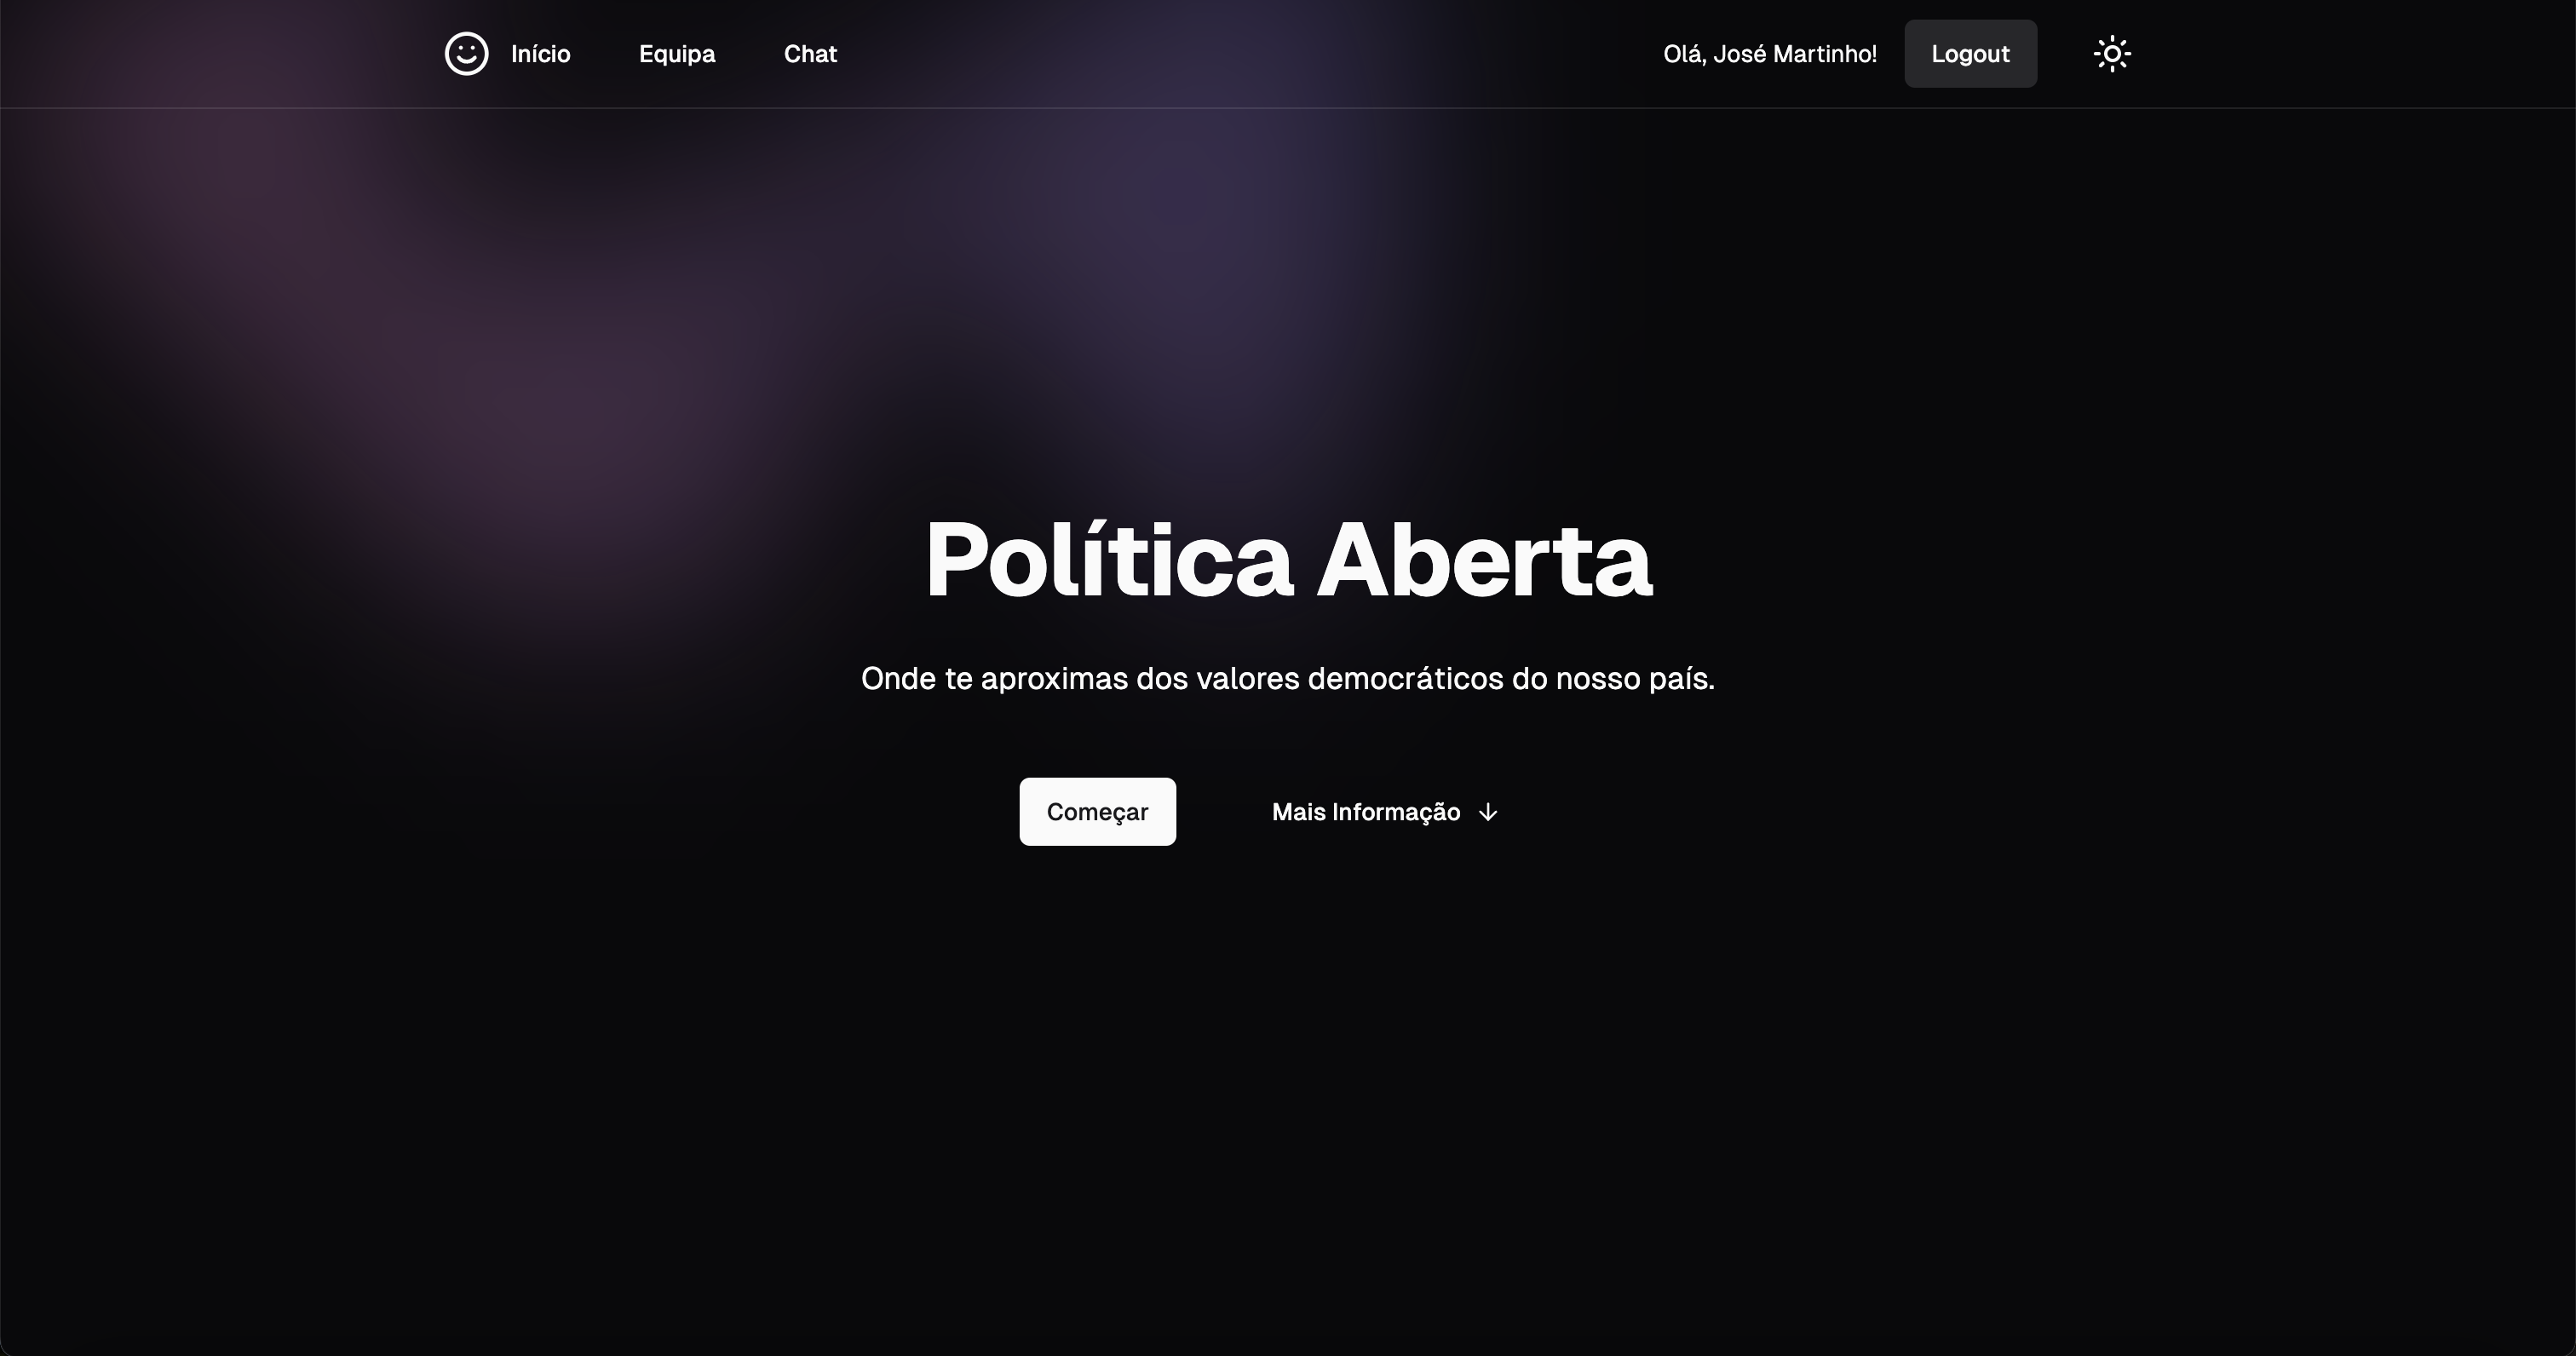 Início Equipa Chat Olá, José Martinho! Logout
Política Aberta
Onde te aproximas dos valores democráticos do nosso país.
Começar Mais Informação